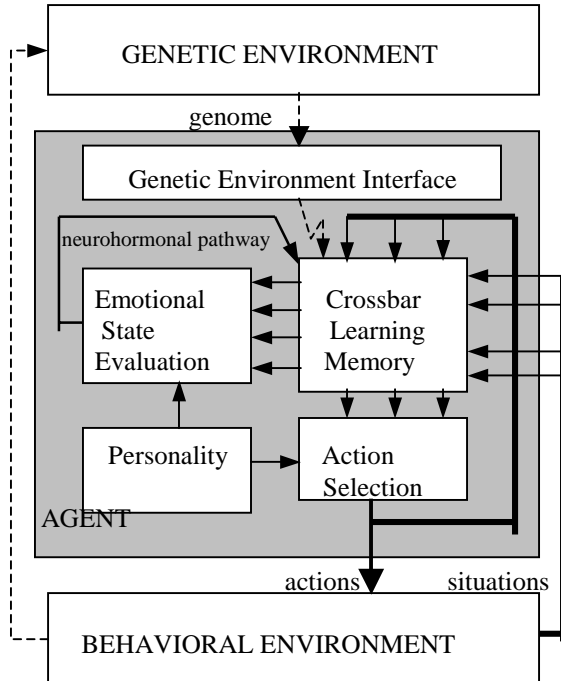 GENETIC ENVIRONMENT
genome
Genetic Environment Interface
neurohormonal pathway
Emotional
State
Evaluation
Crossbar
Learning
Memory
Personality
Action
Selection
AGENT
actions
situations
BEHAVIORAL ENVIRONMENT